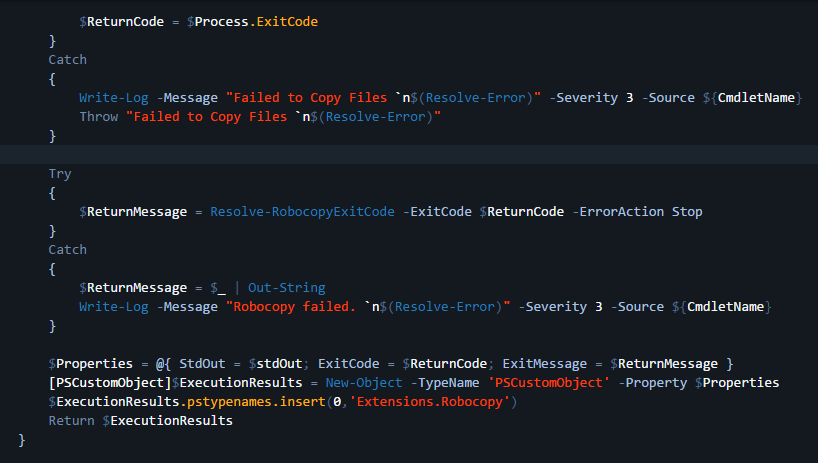 $ReturnCode = $Process.ExitCode
}
Catch
{
Write-Log -Message "Failed to Copy Files `n$(Resolve-Error)" -Severity 3 -Source ${CmdletName}
Throw "Failed to Copy Files `n$(Resolve-Error)"
}
Try
{
$ReturnMessage = Resolve-RobocopyExitCode -ExitCode $ReturnCode -ErrorAction Stop
}
Catch
{
$ReturnMessage = $_ | Out-String
Write-Log -Message "Robocopy failed. `n$(Resolve-Error)" -Severity 3 -Source ${CmdletName}
}
$Properties = @{ StdOut = $stdOut; ExitCode = $ReturnCode; ExitMessage = $ReturnMessage }
[PSCustomObject]$ExecutionResults = New-Object -TypeName 'PSCustomObject' -Property $Properties
$ExecutionResults.pstypenames.insert(0,'Extensions.Robocopy')
Return $ExecutionResults
}